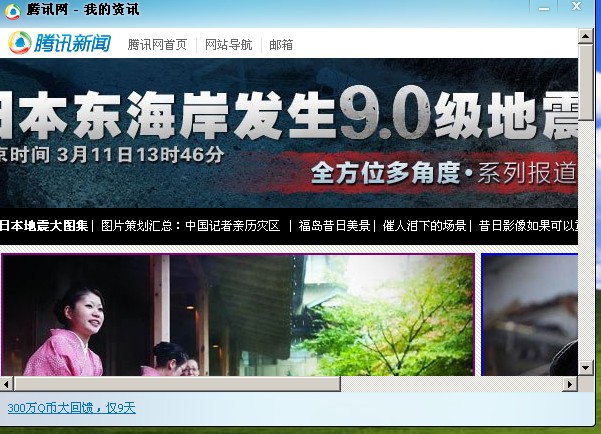 腾讯网 - 我的资讯
腾讯新闻 腾讯网首页 | 网站导航 | 邮箱
日本东海岸发生9.0级地震
京时间 3月11日13时46分
全方位多角度·系列报道
日本地震大图集 | 图片策划汇总：中国记者亲历灾区 | 福岛昔日美景 | 催人泪下的场景 | 昔日影像如果可以
300万Q币大回馈，仅9天